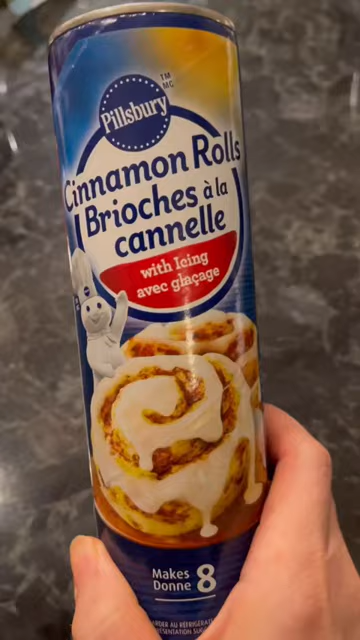 Pillsbury
TM
MC
Cinnamon Rolls
Brioches à la
cannelle
with Icing
avec glaçage
Makes
Donne 8